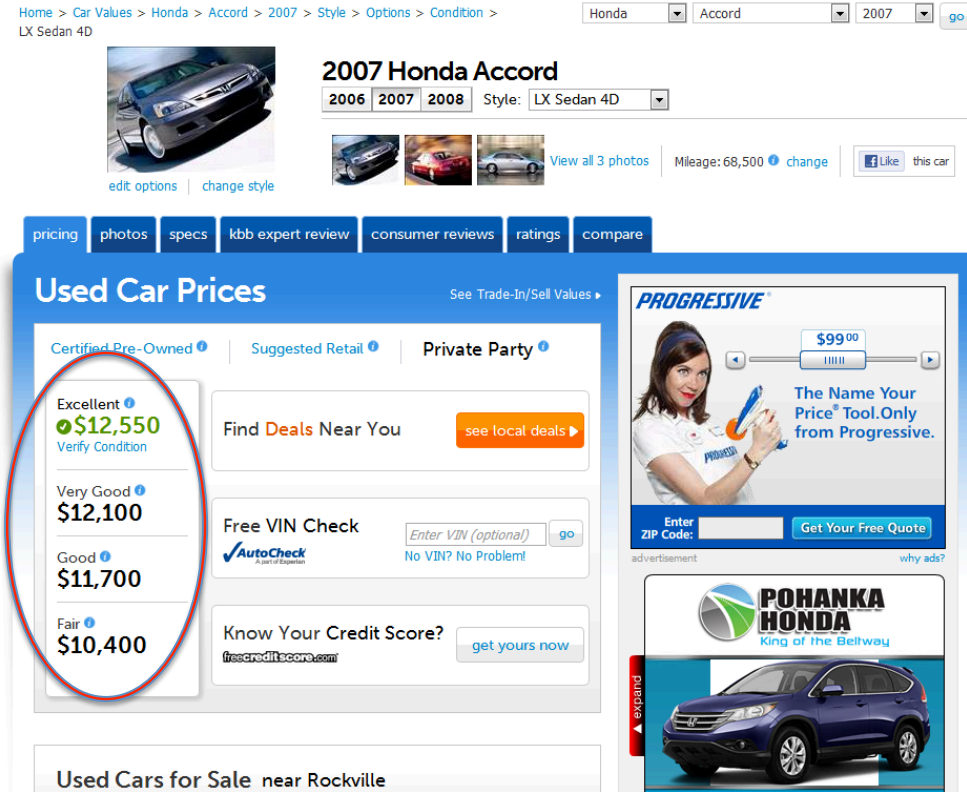 Home > Car Values > Honda > Accord > 2007 > Style > Options > Condition >
LX Sedan 4D
Honda Accord 2007 go
2007 Honda Accord
2006 2007 2008 Style: LX Sedan 4D
View all 3 photos Mileage: 68,500 change Like this car
edit options change style
pricing photos specs kbb expert review consumer reviews ratings compare
Used Car Prices
See Trade-In/Sell Values
Certified Pre-Owned Suggested Retail Private Party
Excellent
$12,550
Verify Condition
Very Good
$12,100
Good
$11,700
Fair
$10,400
Find Deals Near You
see local deals
Free VIN Check
AutoCheck
A part of Experian
Enter VIN (optional) go
No VIN? No Problem!
Know Your Credit Score?
freecreditscore.com
get yours now
Used Cars for Sale near Rockville
PROGRESSIVE®
$99 00
The Name Your
Price® Tool.Only
from Progressive.
PROGRESSIVE
Enter
ZIP Code:
Get Your Free Quote
advertisement why ads?
POHANKA
HONDA
King of the Beltway
expand